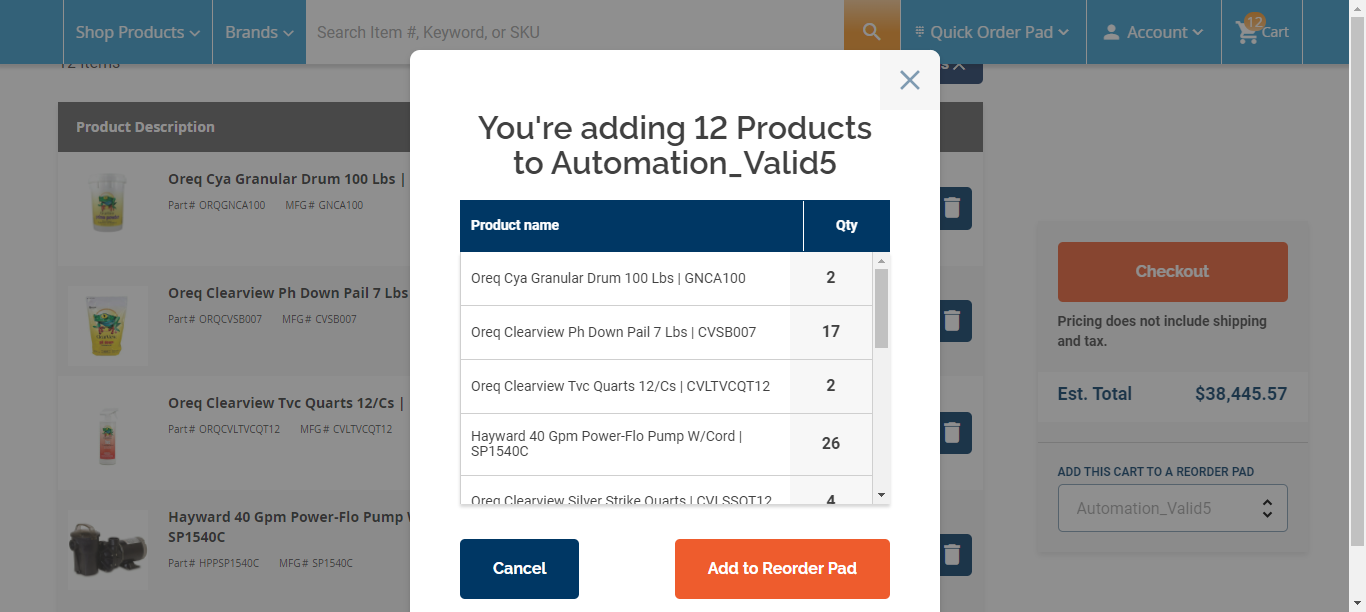 Shop Products
Brands
Search Item #, Keyword, or SKU
Quick Order Pad
Account
12
Cart
12 Items
Product Description
Oreq Cya Granular Drum 100 Lbs |
Part# ORQGNCA100 MFG# GNCA100
Oreq Clearview Ph Down Pail 7 Lbs
Part# ORQCVSB007 MFG# CVSB007
Oreq Clearview Tvc Quarts 12/Cs |
Part# ORQCVLTVCQT12 MFG# CVLTVCQT12
Hayward 40 Gpm Power-Flo Pump
SP1540C
Part# HPPSP1540C MFG# SP1540C
You're adding 12 Products
to Automation_Valid5
Product name Qty
Oreq Cya Granular Drum 100 Lbs | GNCA100 2
Oreq Clearview Ph Down Pail 7 Lbs | CVSB007 17
Oreq Clearview Tvc Quarts 12/Cs | CVLTVCQT12 2
Hayward 40 Gpm Power-Flo Pump W/Cord |
SP1540C
26
Oreq Clearview Silver Strike Quarts | CVLSSQT12 4
Cancel
Add to Reorder Pad
Checkout
Pricing does not include shipping
and tax.
Est. Total $38,445.57
ADD THIS CART TO A REORDER PAD
Automation_Valid5